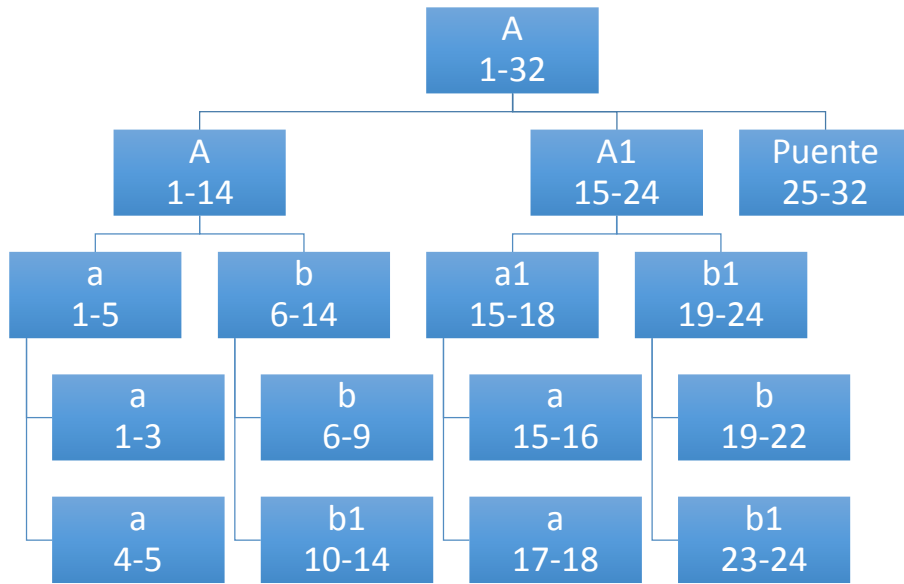 A
1-32
A
1-14
A1
15-24
Puente
25-32
a
1-5
b
6-14
a1
15-18
b1
19-24
a
1-3
b
6-9
a
15-16
b
19-22
a
4-5
b1
10-14
a
17-18
b1
23-24